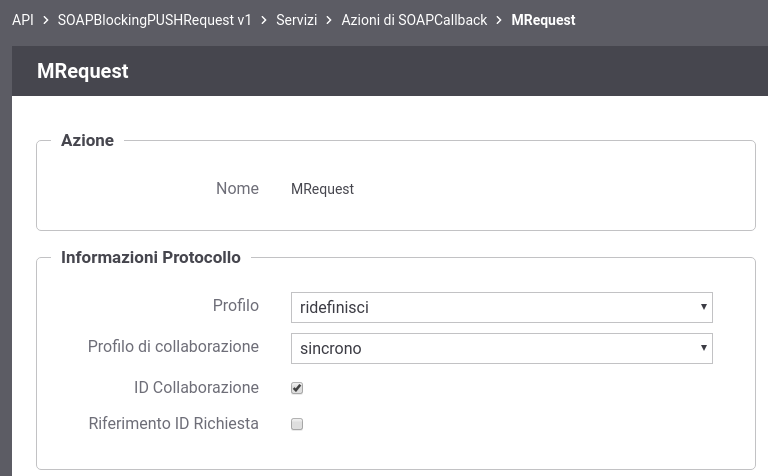 API > SOAPBlockingPUSHRequest v1 > Servizi > Azioni di SOAPCallback > MRequest
MRequest
Azione
Nome MRequest
Informazioni Protocollo
Profilo ridefinisci
Profilo di collaborazione sincrono
ID Collaborazione
Riferimento ID Richiesta